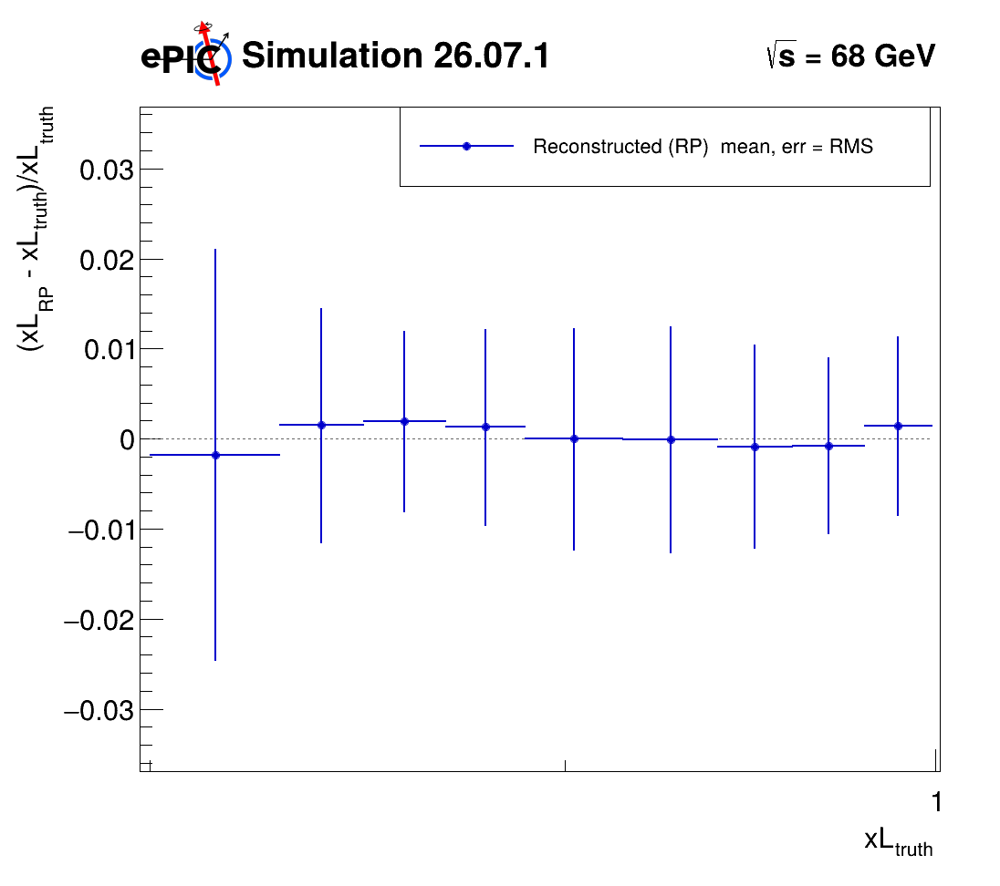 ePIC Simulation 26.07.1
√s = 68 GeV
(xL_RP - xL_truth)/xL_truth
Reconstructed (RP) mean, err = RMS
0.03
0.02
0.01
0
−0.01
−0.02
−0.03
1
xL_truth